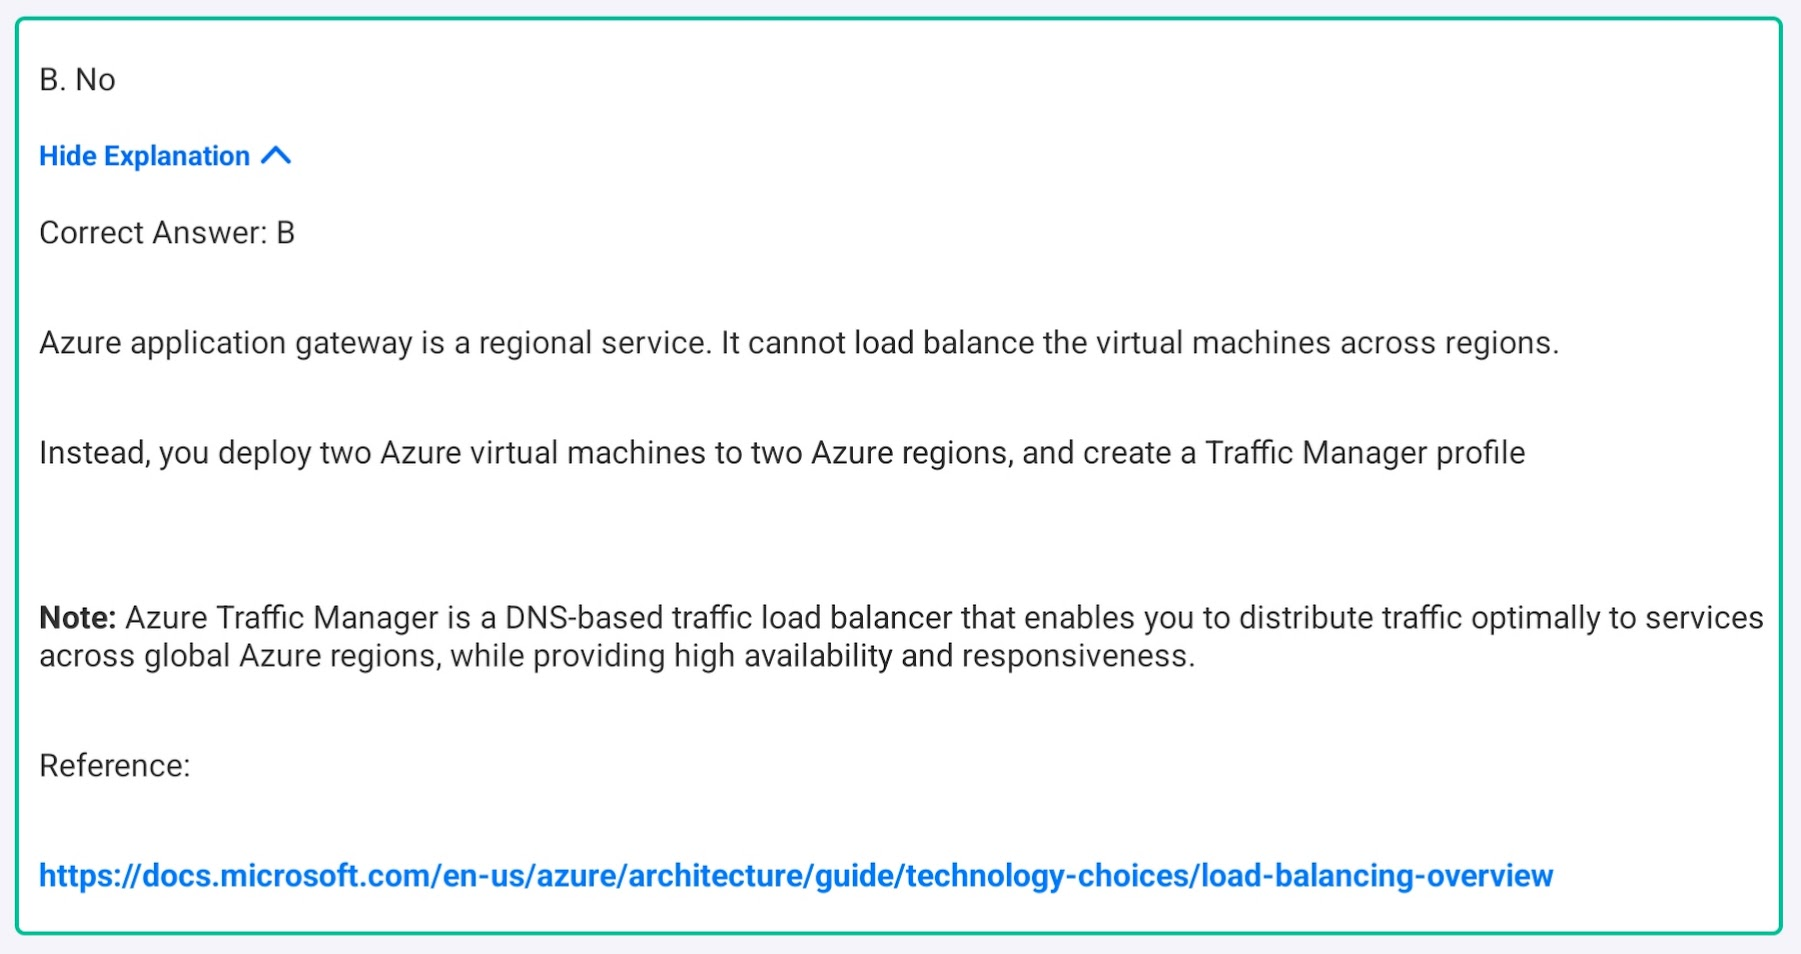 B. No
Hide Explanation
Correct Answer: B
Azure application gateway is a regional service. It cannot load balance the virtual machines across regions.
Instead, you deploy two Azure virtual machines to two Azure regions, and create a Traffic Manager profile
Note: Azure Traffic Manager is a DNS-based traffic load balancer that enables you to distribute traffic optimally to services
across global Azure regions, while providing high availability and responsiveness.
Reference:
https://docs.microsoft.com/en-us/azure/architecture/guide/technology-choices/load-balancing-overview